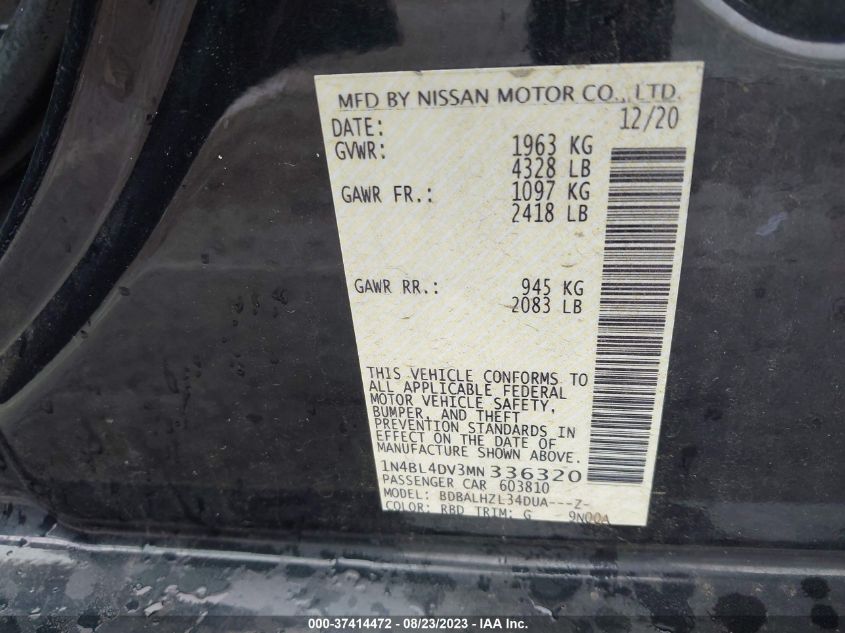 MFD BY NISSAN MOTOR CO., LTD.
DATE: 12/20
GVWR: 1963 KG
4328 LB
GAWR FR.: 1097 KG
2418 LB
GAWR RR.: 945 KG
2083 LB
THIS VEHICLE CONFORMS TO
ALL APPLICABLE FEDERAL
MOTOR VEHICLE SAFETY,
BUMPER, AND THEFT
PREVENTION STANDARDS IN
EFFECT ON THE DATE OF
MANUFACTURE SHOWN ABOVE.
1N4BL4DV3MN 336320
PASSENGER CAR 603810
MODEL: BDBALHZL34DUA---Z-
COLOR: RBD TRIM: G 9N00A
000-37414472 - 08/23/2023 - IAA Inc.